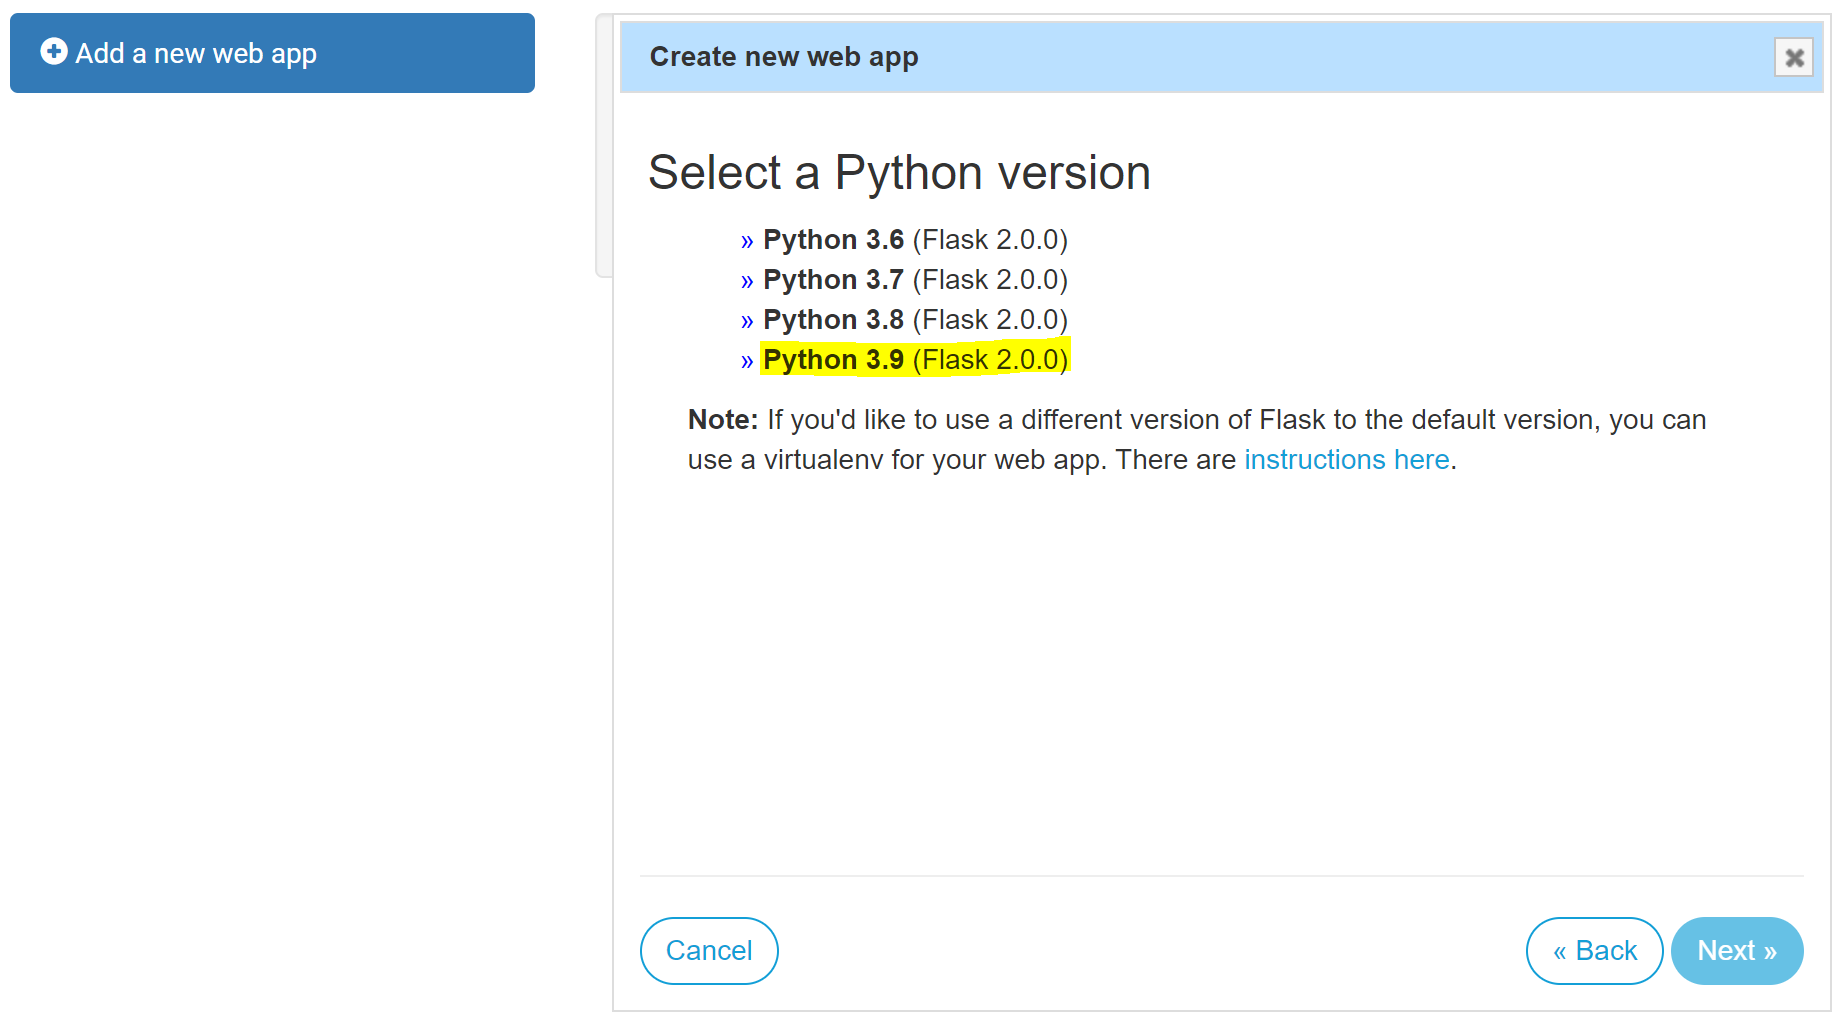 Add a new web app
Create new web app
Select a Python version
» Python 3.6 (Flask 2.0.0)
» Python 3.7 (Flask 2.0.0)
» Python 3.8 (Flask 2.0.0)
» Python 3.9 (Flask 2.0.0)
Note: If you'd like to use a different version of Flask to the default version, you can
use a virtualenv for your web app. There are instructions here.
Cancel
« Back
Next »